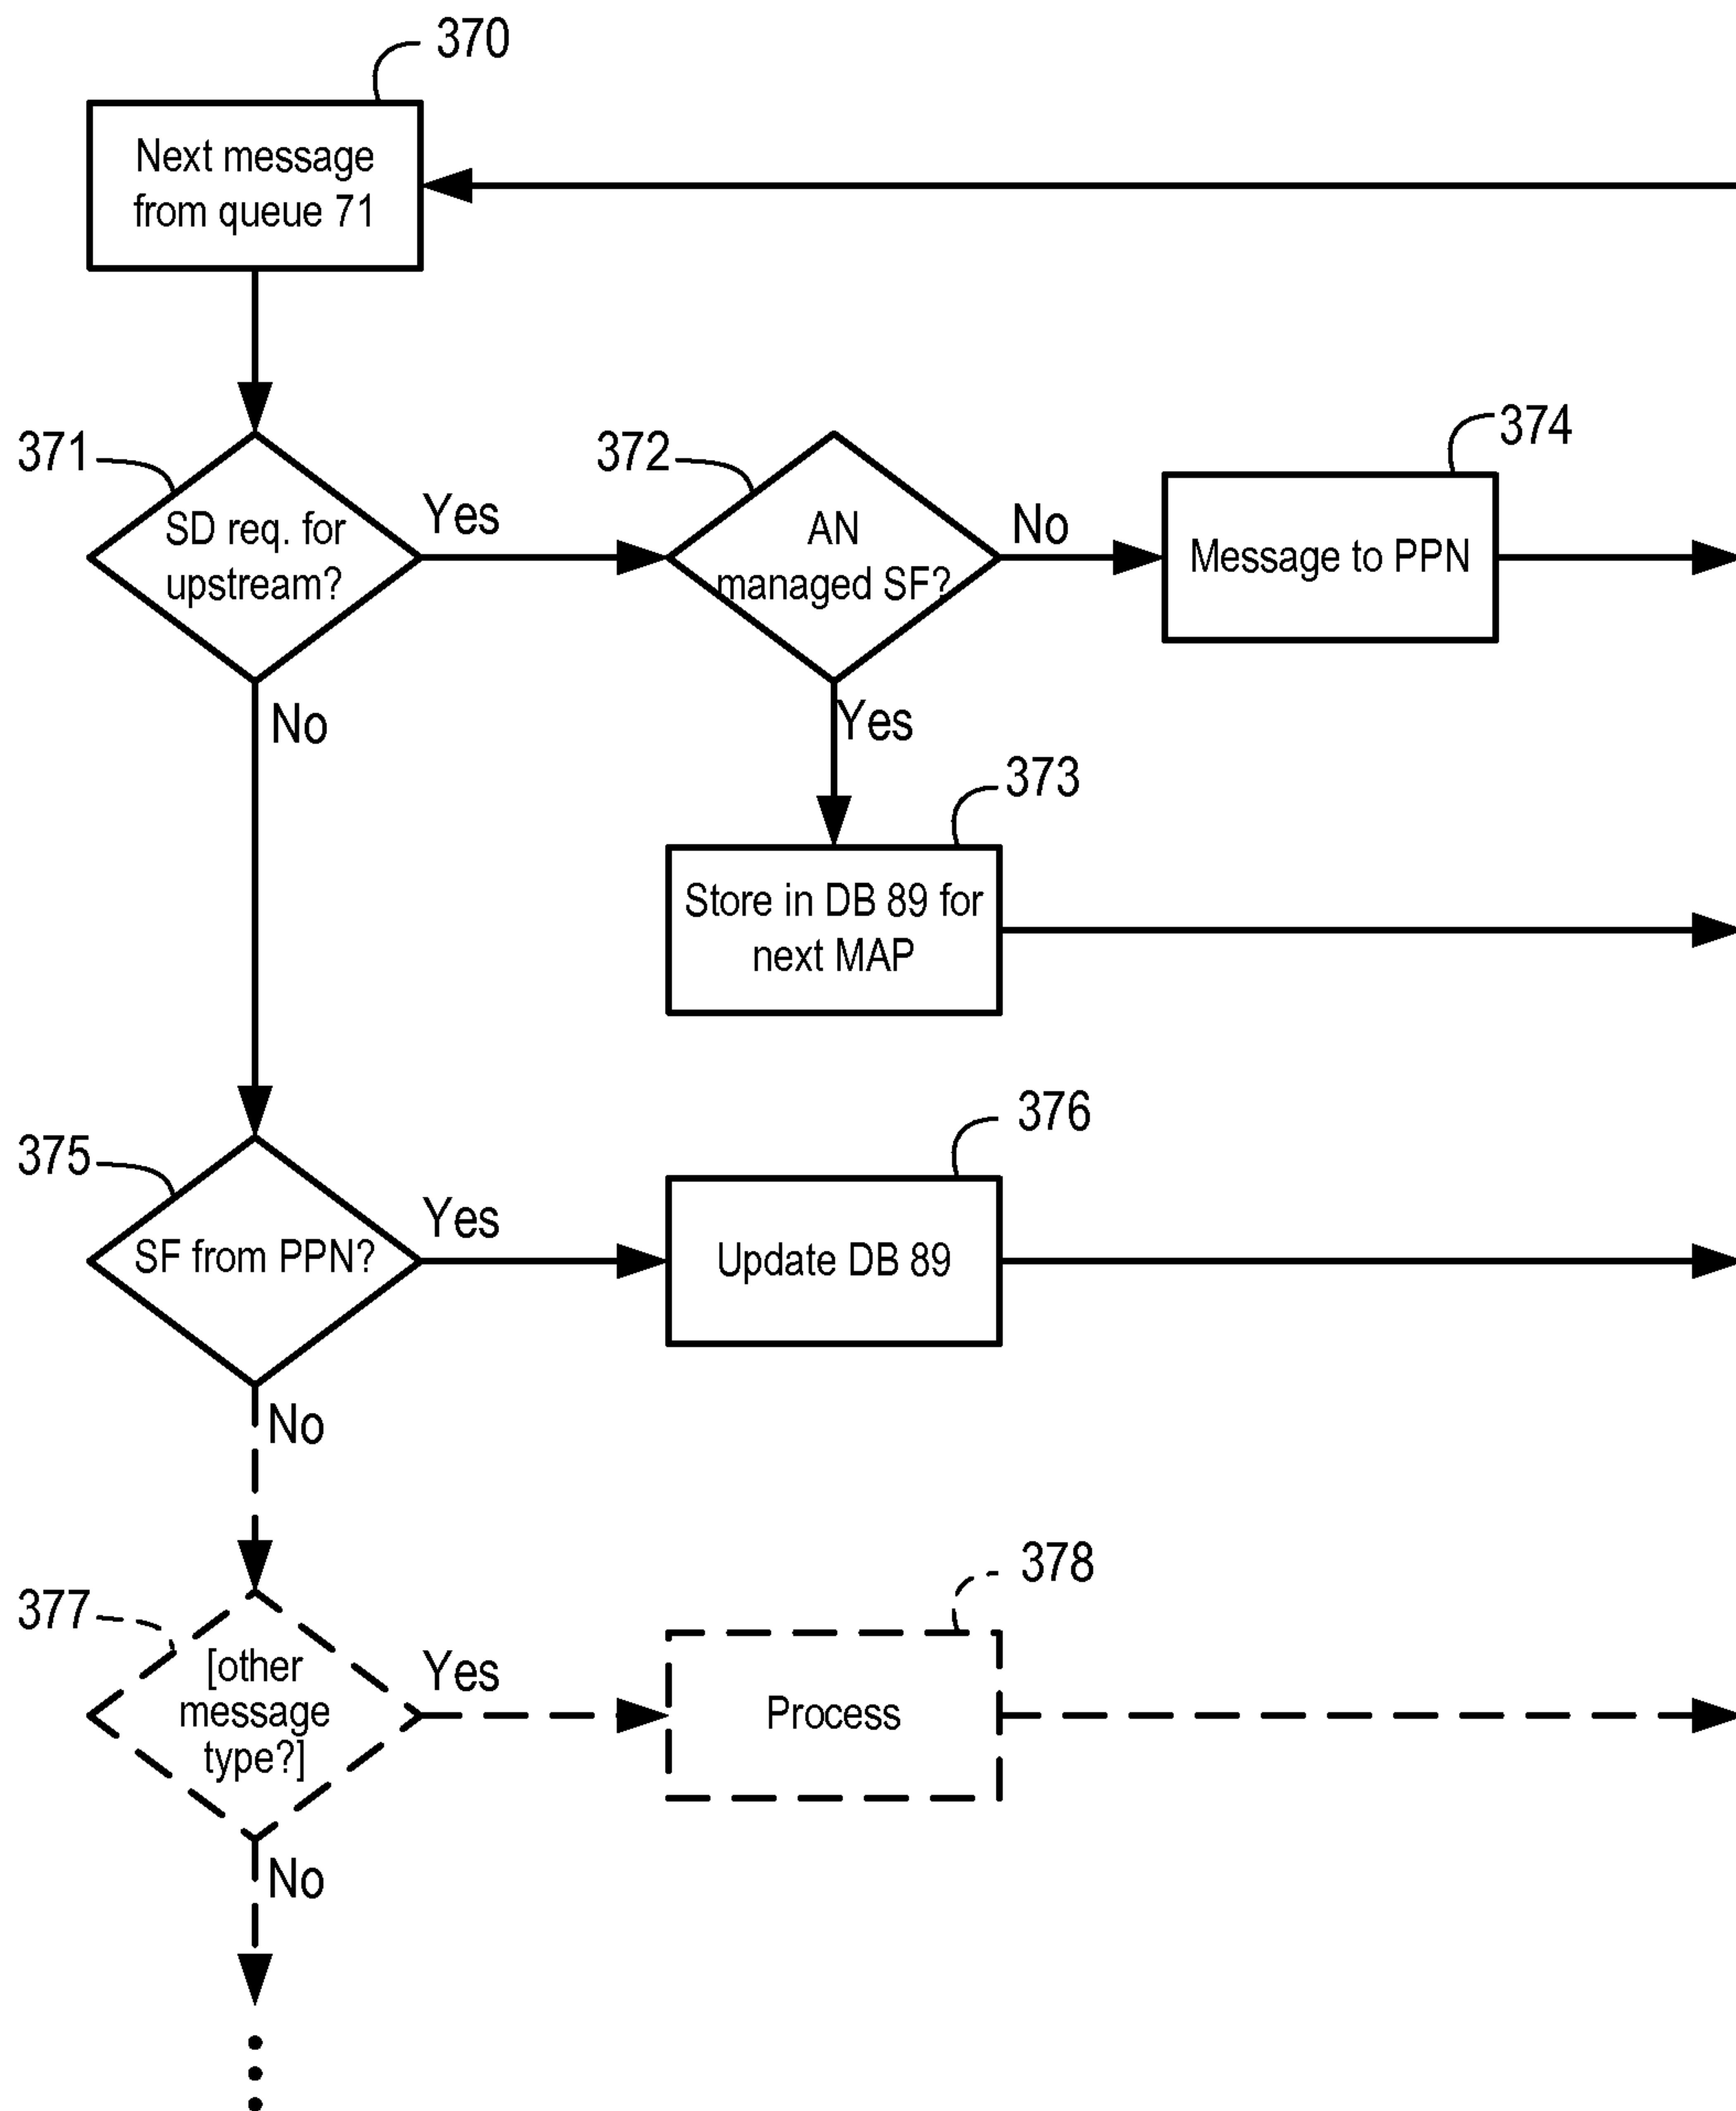 370
Next message
from queue 71
371
SD req. for
upstream?
Yes
No
372
AN
managed SF?
No
Yes
374
Message to PPN
373
Store in DB 89 for
next MAP
375
SF from PPN?
Yes
No
376
Update DB 89
377
[other
message
type?]
Yes
No
378
Process